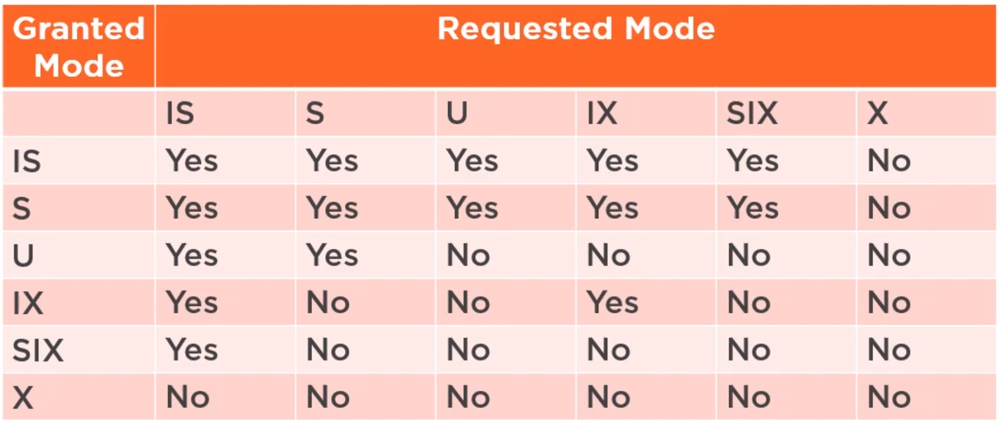 Granted Mode Requested Mode
IS S U IX SIX X
IS Yes Yes Yes Yes Yes No
S Yes Yes Yes Yes Yes No
U Yes Yes No No No No
IX Yes No No Yes No No
SIX Yes No No No No No
X No No No No No No